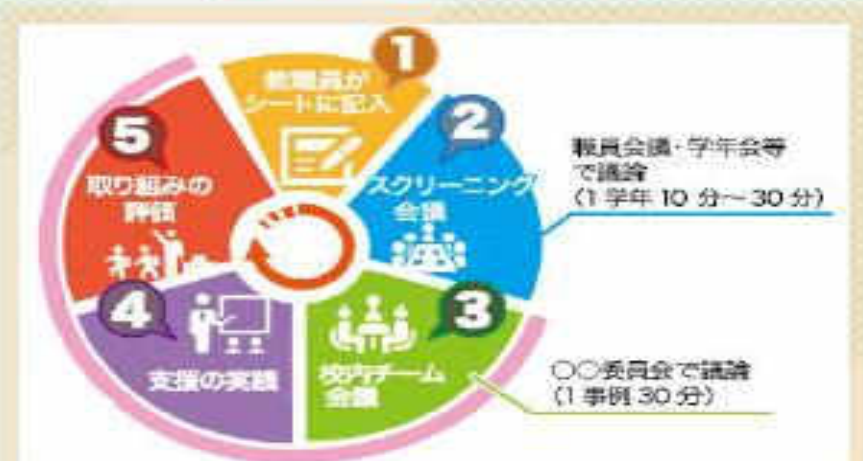 1
教職員が
シートに記入
2
スクリーニング
会議
職員会議・学年会等
で議論
(1 学年 10 分～30 分)
3
校内チーム
会議
〇〇委員会で議論
(1 事例 30 分)
4
支援の実践
5
取り組みの
評価